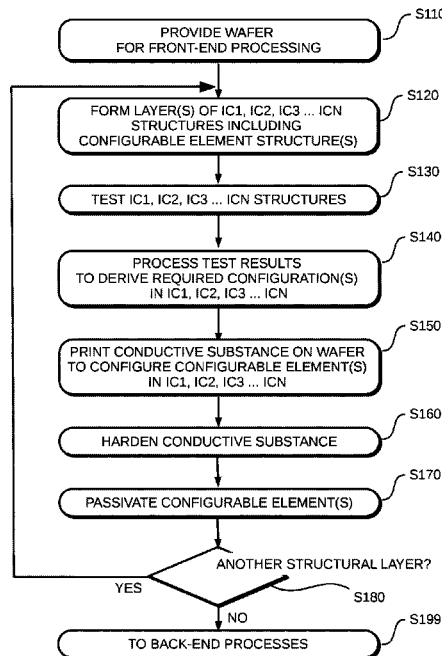 S110
PROVIDE WAFER
FOR FRONT-END PROCESSING
S120
FORM LAYER(S) OF IC1, IC2, IC3 ... ICN
STRUCTURES INCLUDING
CONFIGURABLE ELEMENT STRUCTURE(S)
S130
TEST IC1, IC2, IC3 ... ICN STRUCTURES
S140
PROCESS TEST RESULTS
TO DERIVE REQUIRED CONFIGURATION(S)
IN IC1, IC2, IC3 ... ICN
S150
PRINT CONDUCTIVE SUBSTANCE ON WAFER
TO CONFIGURE CONFIGURABLE ELEMENT(S)
IN IC1, IC2, IC3 ... ICN
S160
HARDEN CONDUCTIVE SUBSTANCE
S170
PASSIVATE CONFIGURABLE ELEMENT(S)
ANOTHER STRUCTURAL LAYER?
YES
S180
NO
S199
TO BACK-END PROCESSES